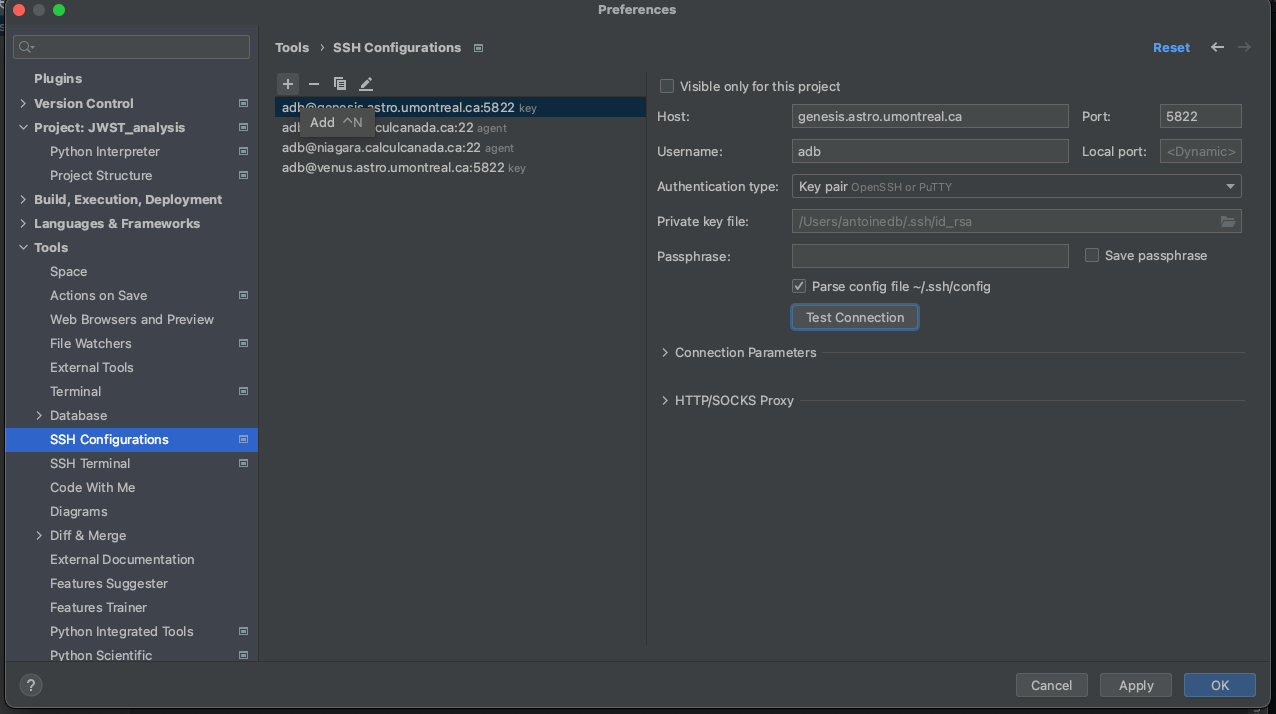 Preferences
Plugins
Version Control
Project: JWST_analysis
Python Interpreter
Project Structure
Build, Execution, Deployment
Languages & Frameworks
Tools
Space
Actions on Save
Web Browsers and Preview
File Watchers
External Tools
Terminal
Database
SSH Configurations
SSH Terminal
Code With Me
Diagrams
Diff & Merge
External Documentation
Features Suggester
Features Trainer
Python Integrated Tools
Python Scientific
Tools › SSH Configurations
Reset
adb@genesis.astro.umontreal.ca:5822 key
Add ^N
adb calculcanada.ca:22 agent
adb@niagara.calculcanada.ca:22 agent
adb@venus.astro.umontreal.ca:5822 key
Visible only for this project
Host: genesis.astro.umontreal.ca Port: 5822
Username: adb Local port: <Dynamic>
Authentication type: Key pair OpenSSH or PuTTY
Private key file: /Users/antoinedb/.ssh/id_rsa
Passphrase: Save passphrase
Parse config file ~/.ssh/config
Test Connection
Connection Parameters
HTTP/SOCKS Proxy
?
Cancel Apply OK